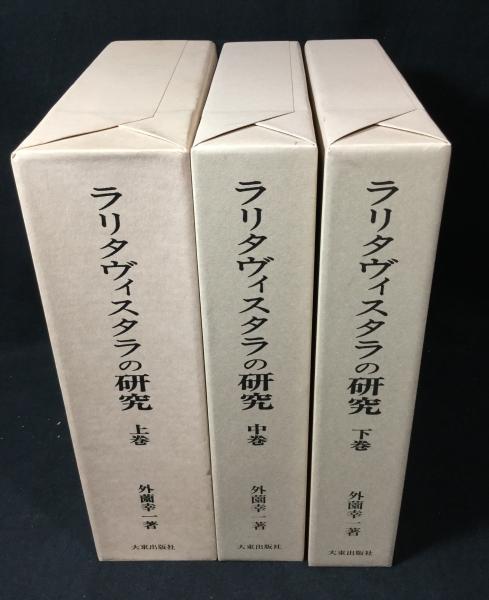 ラリタヴィスタラの研究
上巻
外薗幸一著
大東出版社
ラリタヴィスタラの研究
中巻
外薗幸一著
大東出版社
ラリタヴィスタラの研究
下巻
外薗幸一著
大東出版社